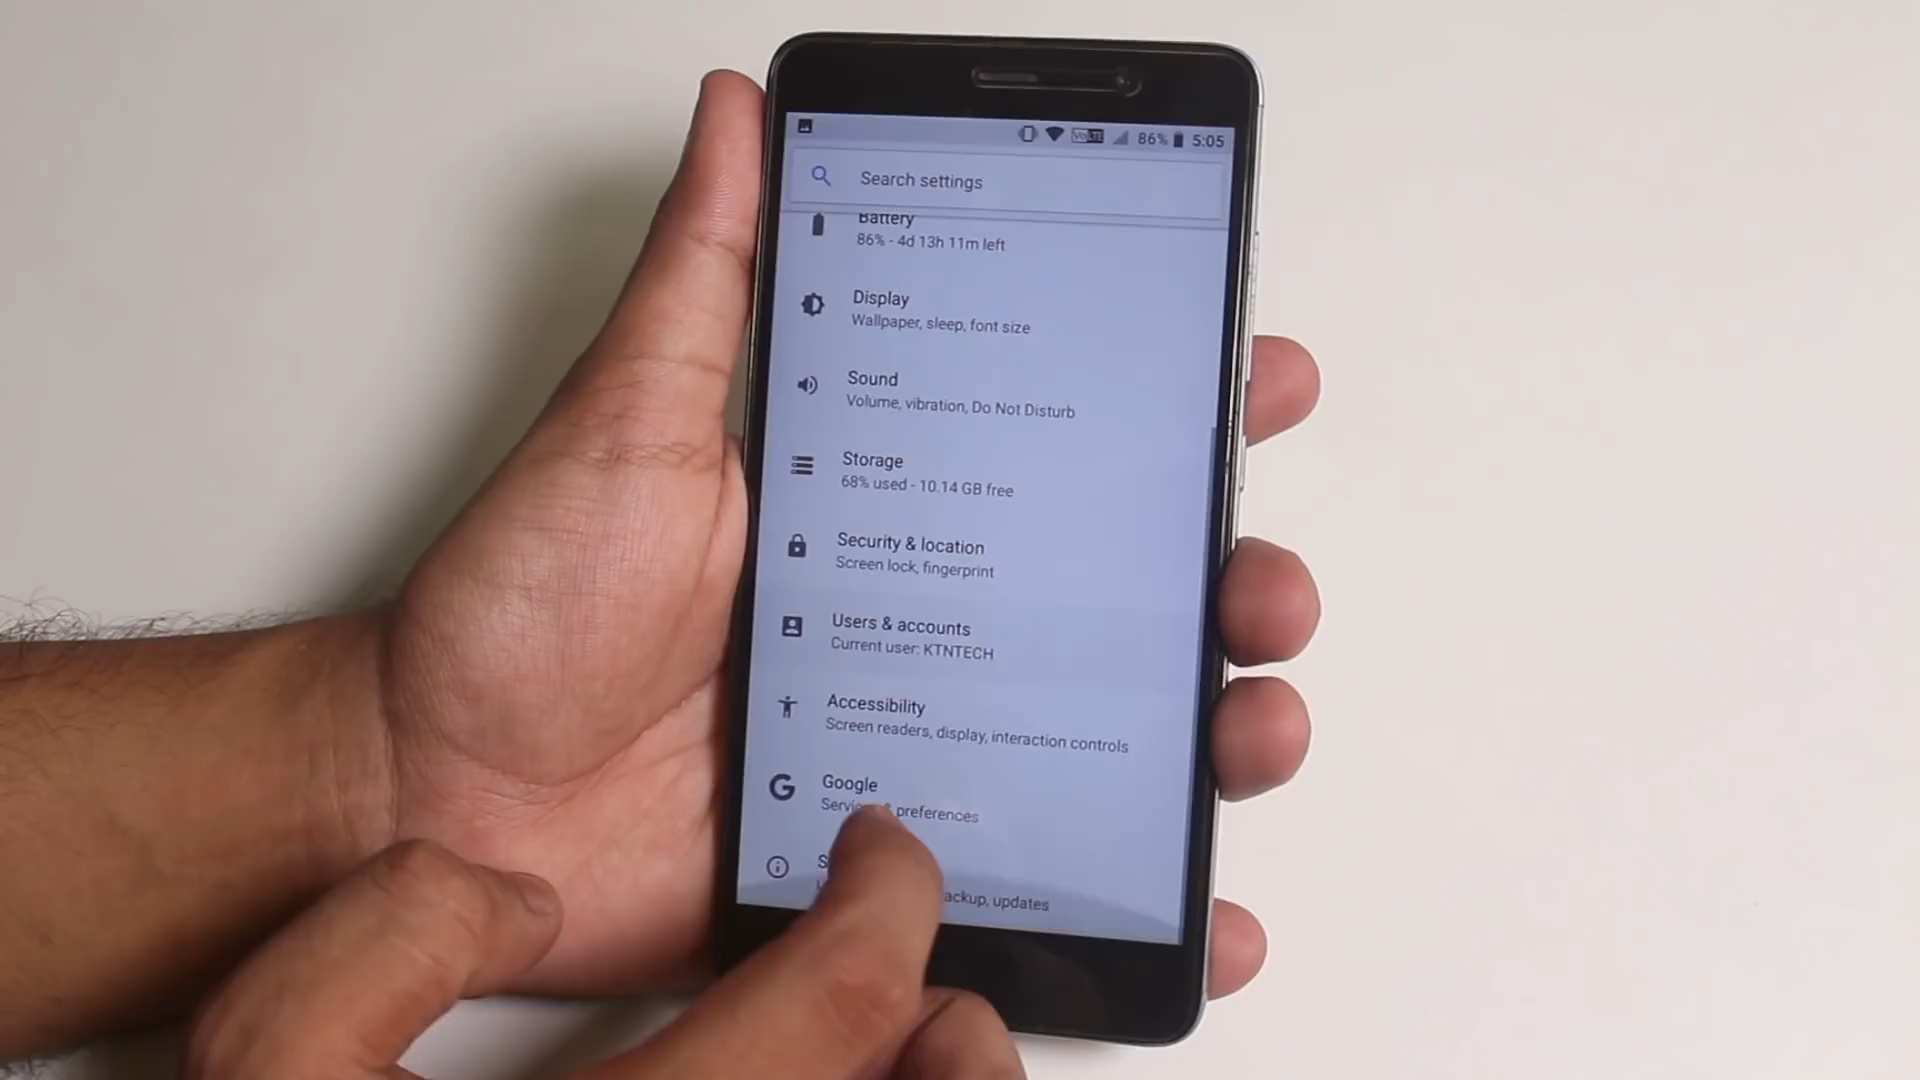 VoLTE 86% 5:05
Search settings
Battery
86% - 4d 13h 11m left
Display
Wallpaper, sleep, font size
Sound
Volume, vibration, Do Not Disturb
Storage
68% used - 10.14 GB free
Security & location
Screen lock, fingerprint
Users & accounts
Current user: KTNTECH
Accessibility
Screen readers, display, interaction controls
Google
& preferences
updates